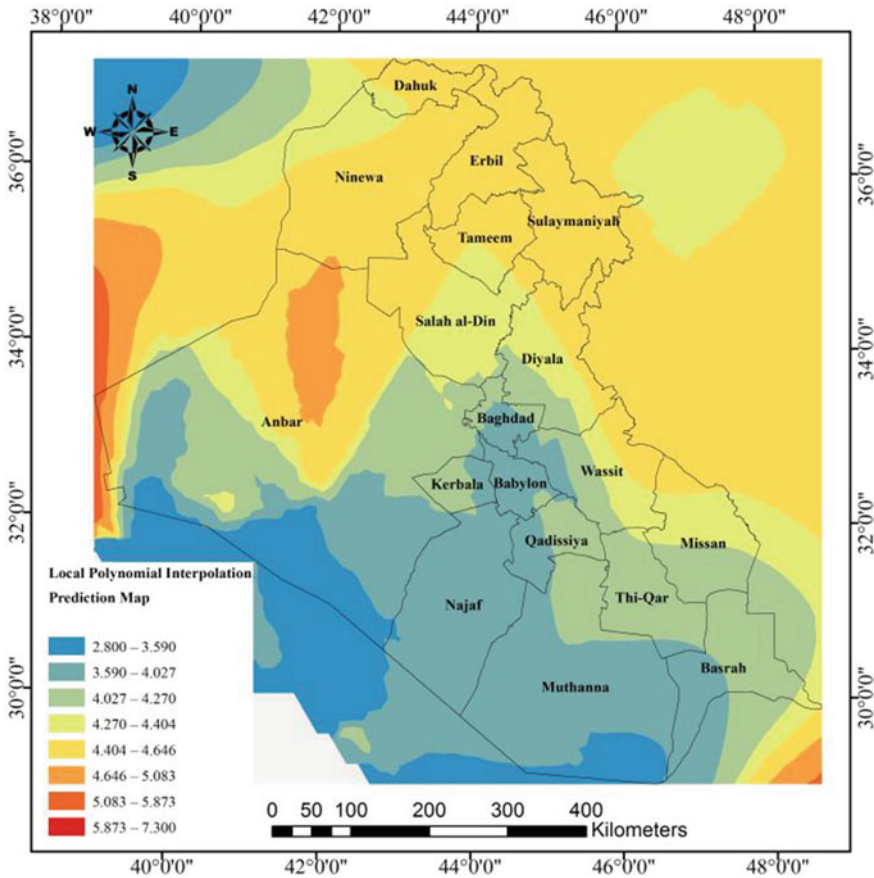 38°0'0" 40°0'0" 42°0'0" 44°0'0" 46°0'0" 48°0'0"
N
W E
S
36°0'0" 36°0'0"
34°0'0" 34°0'0"
32°0'0" 32°0'0"
30°0'0" 30°0'0"
Dahuk
Erbil
Ninewa
Sulaymaniyah
Tameem
Salah al-Din
Diyala
Anbar
Baghdad
Wassit
Kerbala
Babylon
Qadissiya
Missan
Thi-Qar
Najaf
Basrah
Muthanna
Local Polynomial Interpolation
Prediction Map
2.800 – 3.590
3.590 – 4.027
4.027 – 4.270
4.270 – 4.404
4.404 – 4.646
4.646 – 5.083
5.083 – 5.873
5.873 – 7.300
0 50 100 200 300 400
Kilometers
40°0'0" 42°0'0" 44°0'0" 46°0'0" 48°0'0"